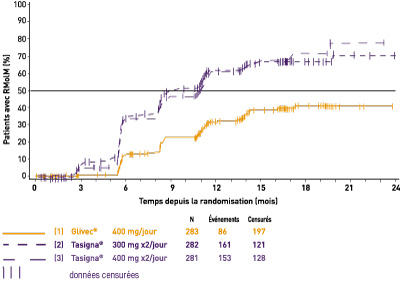 Patients avec RMoIM [%]
100
90
80
70
60
50
40
30
20
10
0
0 3 6 9 12 15 18 21 24
Temps depuis la randomisation (mois)
N Événements Censurés
[1] Glivec® 400 mg/jour 283 86 197
[2] Tasigna® 300 mg x2/jour 282 161 121
[3] Tasigna® 400 mg x2/jour 281 153 128
données censurées